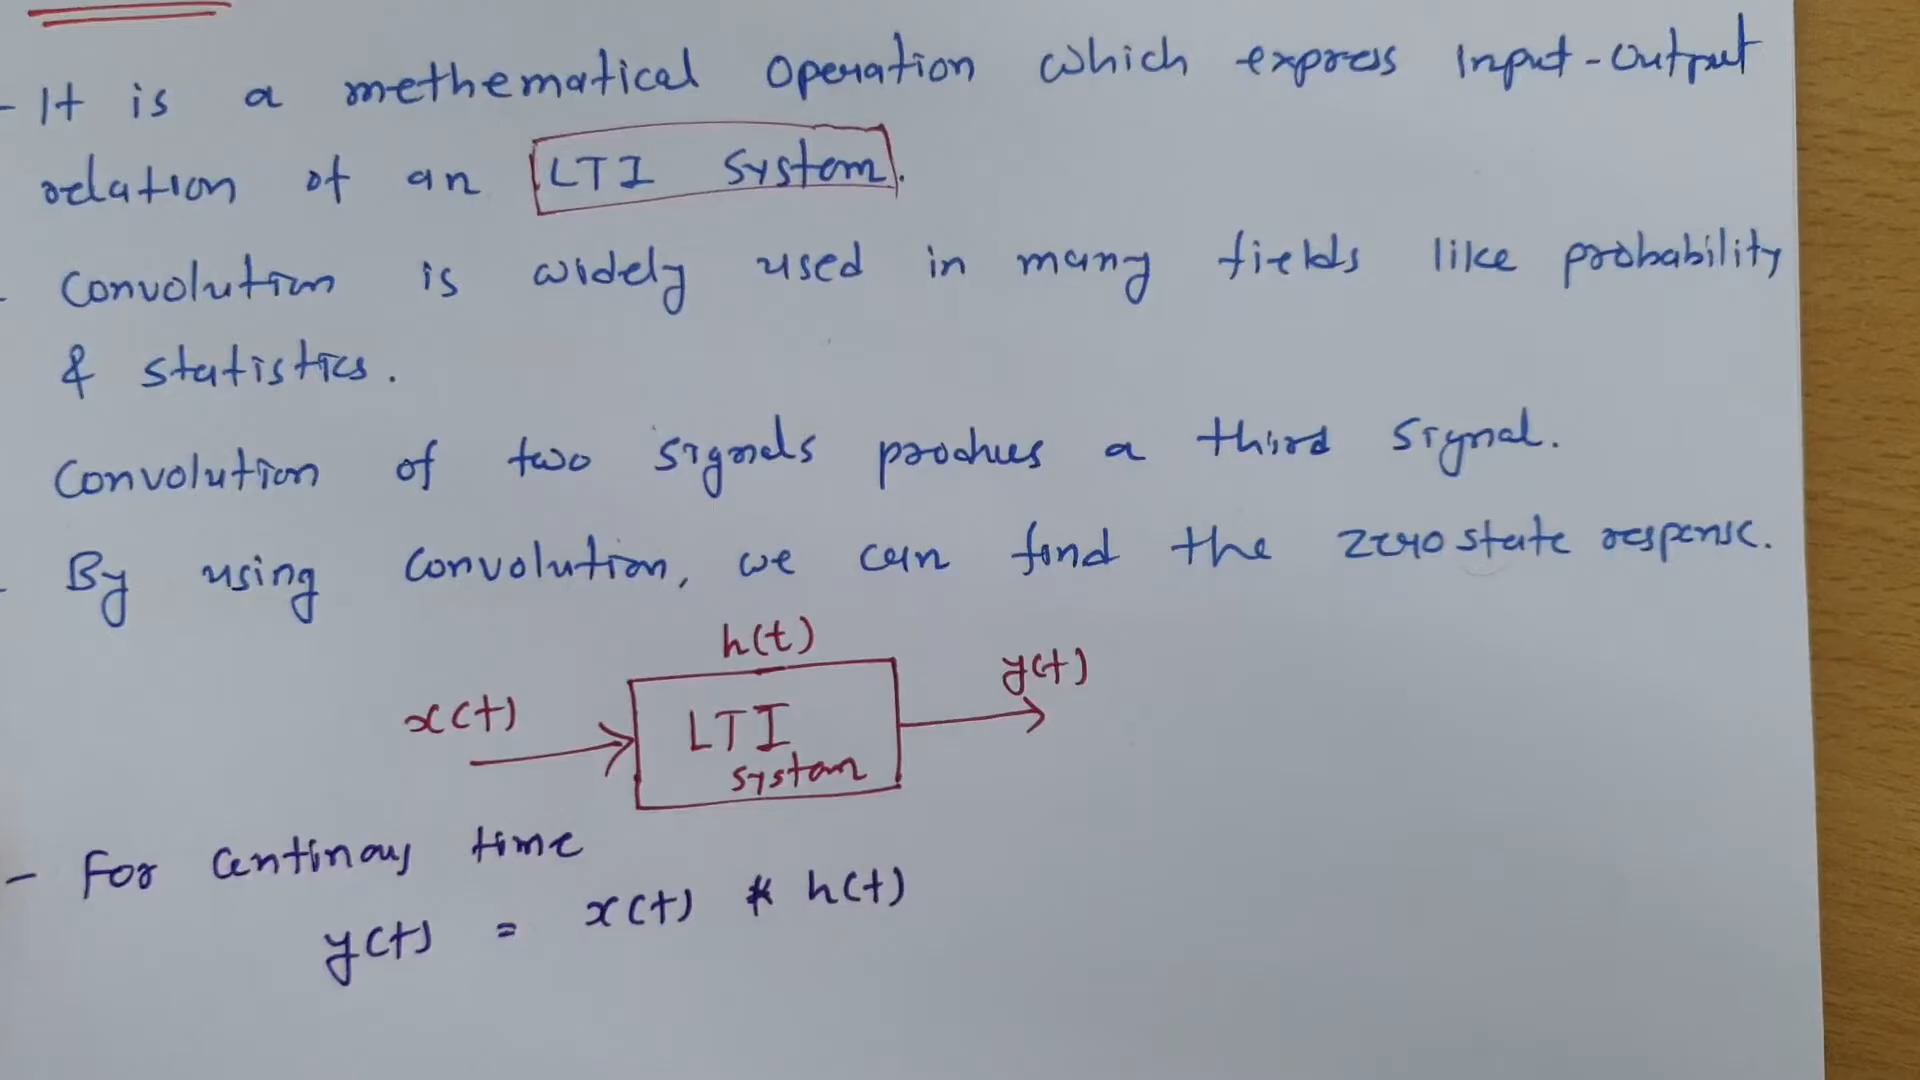 - It is a methematical operation which express input-output
relation of an LTI system.
- Convolution is widely used in many fields like probability
& statistics.
Convolution of two signals produces a third signal.
- By using convolution, we can find the zero state response.
h(t)
x(t)
y(t)
LTI
system
- For continous time
y(t) = x(t) * h(t)